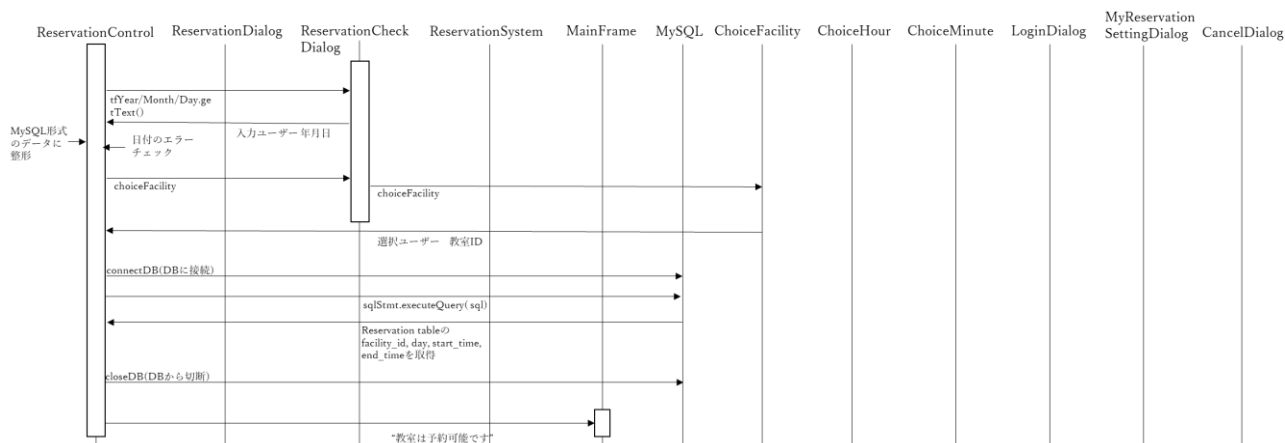 ReservationControl
ReservationDialog
ReservationCheck
Dialog
ReservationSystem
MainFrame
MySQL
ChoiceFacility
ChoiceHour
ChoiceMinute
LoginDialog
MyReservation
SettingDialog
CancelDialog
tfYear/Month/Day.ge
tText()
入力ユーザー 年月日
MySQL形式
のデータに
整形
日付のエラー
チェック
choiceFacility
choiceFacility
選択ユーザー　教室ID
connectDB(DBに接続)
sqlStmt.executeQuery( sql)
Reservation tableの
facility_id, day, start_time,
end_timeを取得
closeDB(DBから切断)
"教室は予約可能です"